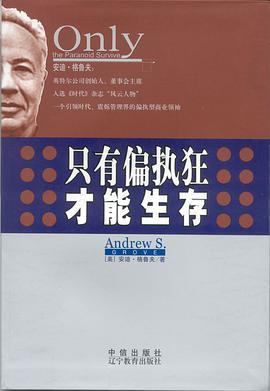 Only
the Paranoid Survive
安迪·格鲁夫:
英特尔公司创始人、董事会主席
入选《时代》杂志“风云人物”
一个引领时代、震烁管理界的偏执型商业领袖
只有偏执狂
才能生存
Andrew S.
GROVE
[美] 安迪·格鲁夫/著
中信出版社
辽宁教育出版社